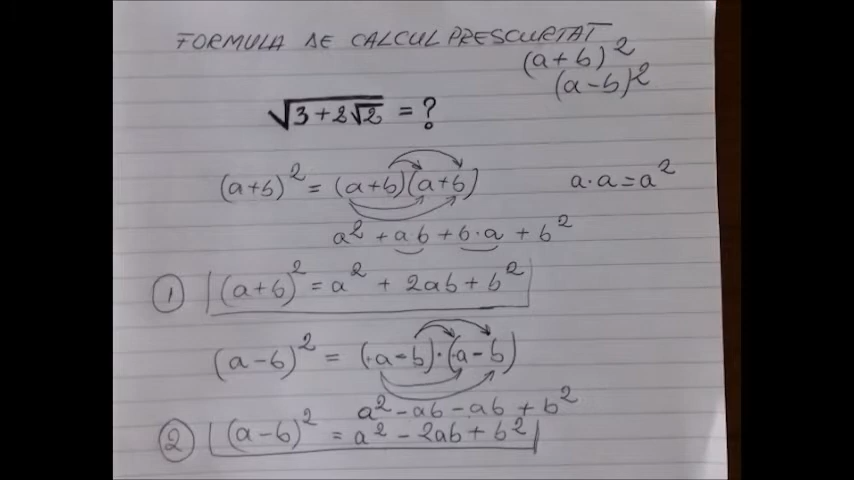 FORMULA DE CALCUL PRESCURTAT
(a+b)²
(a-b)²
√3+2√2 = ?
(a+b)² = (a+b)(a+b) a·a=a²
a² + a·b + b·a + b²
1 (a+b)² = a² + 2ab + b²
(a-b)² = (a-b)·(a-b)
a² - ab - ab + b²
2 (a-b)² = a² - 2ab + b²